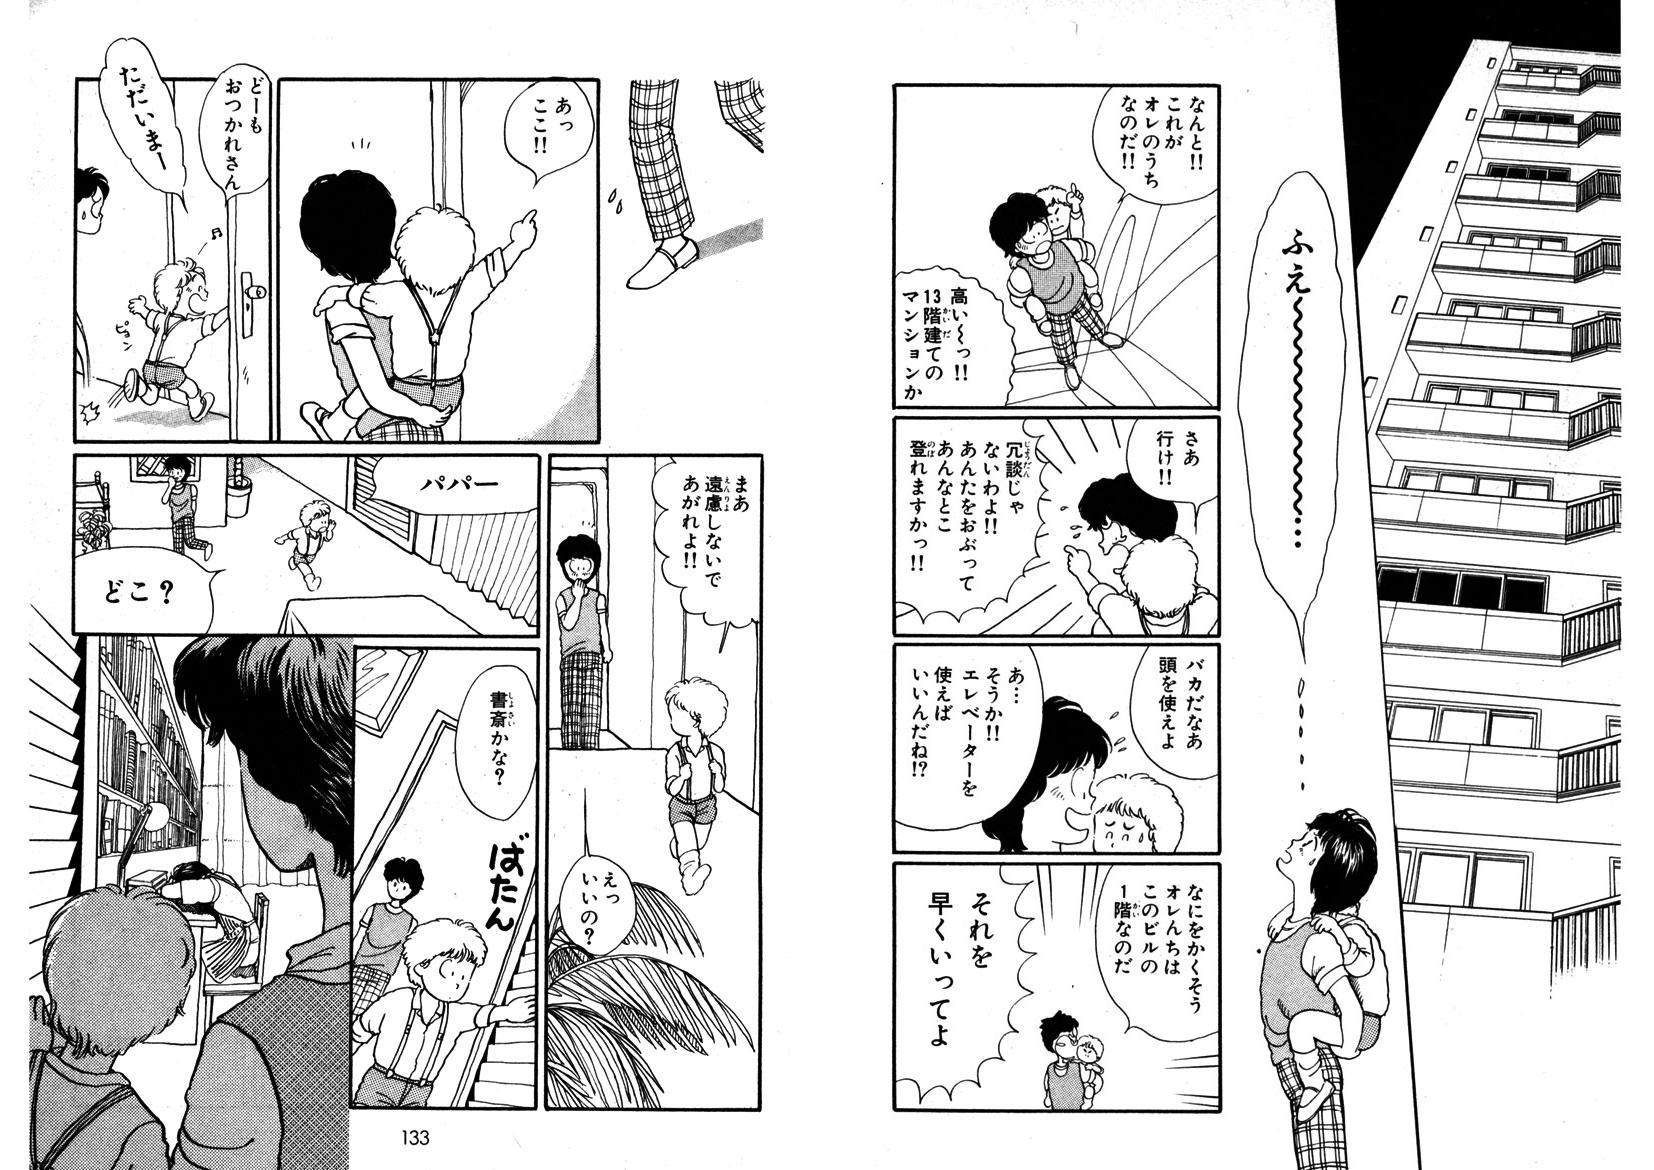 ふえ〜〜〜〜〜〜…
なんと!!
これが
オレのうち
なのだ!!
高い〜っ!!
13階建ての
マンションか
さあ
行け!!
冗談じゃ
ないわよ!!
あんたをおぶって
あんなとこ
登れますかっ!!
バカだなあ
頭を使えよ
あ…
そうか!!
エレベーターを
使えば
いいんだね!?
なにをかくそう
オレんちは
このビルの
1階なのだ
それを
早くいってよ
あっ
ここ!!
どーも
おつかれさん
ただいまー
ピョン
まあ
遠慮しないで
あがれよ!!
えっ
いいの?
パパー
どこ?
書斎かな?
ばたん
133